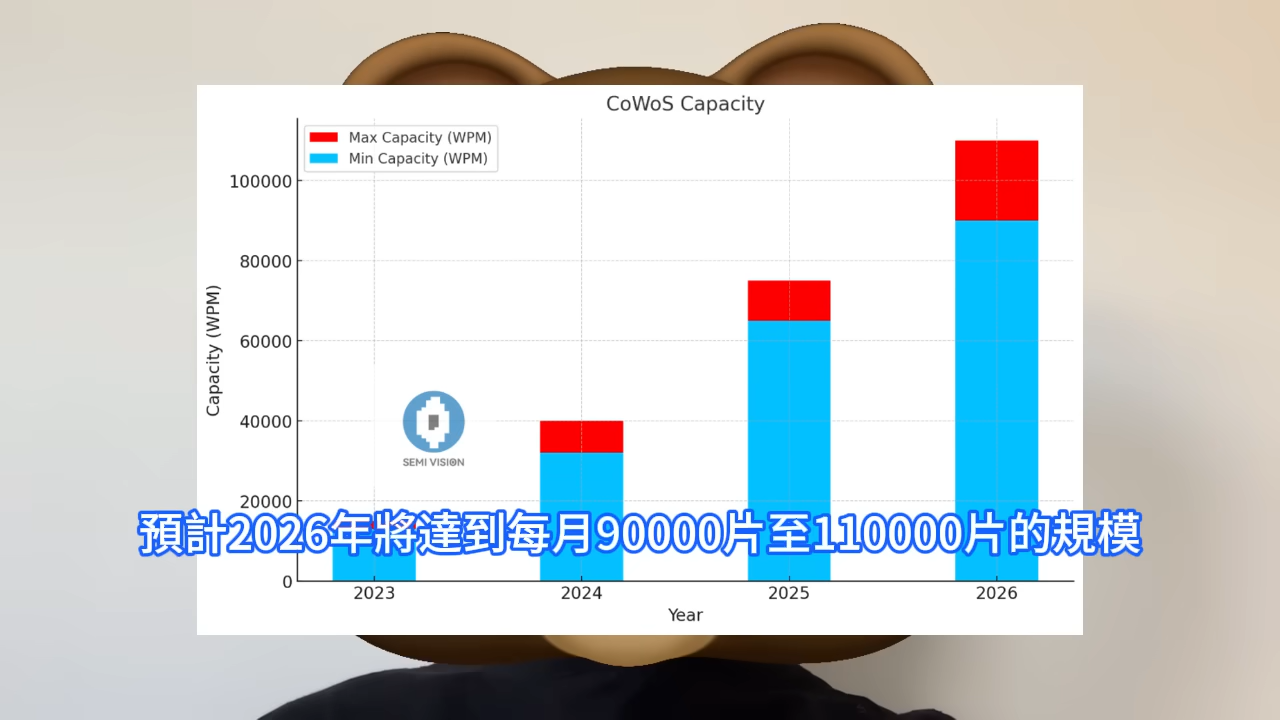 CoWoS Capacity
Max Capacity (WPM)
Min Capacity (WPM)
Capacity (WPM)
100000
80000
60000
40000
20000
0
SEMI VISION
預計2026年將達到每月90000片至110000片的規模
2023
2024
2025
2026
Year